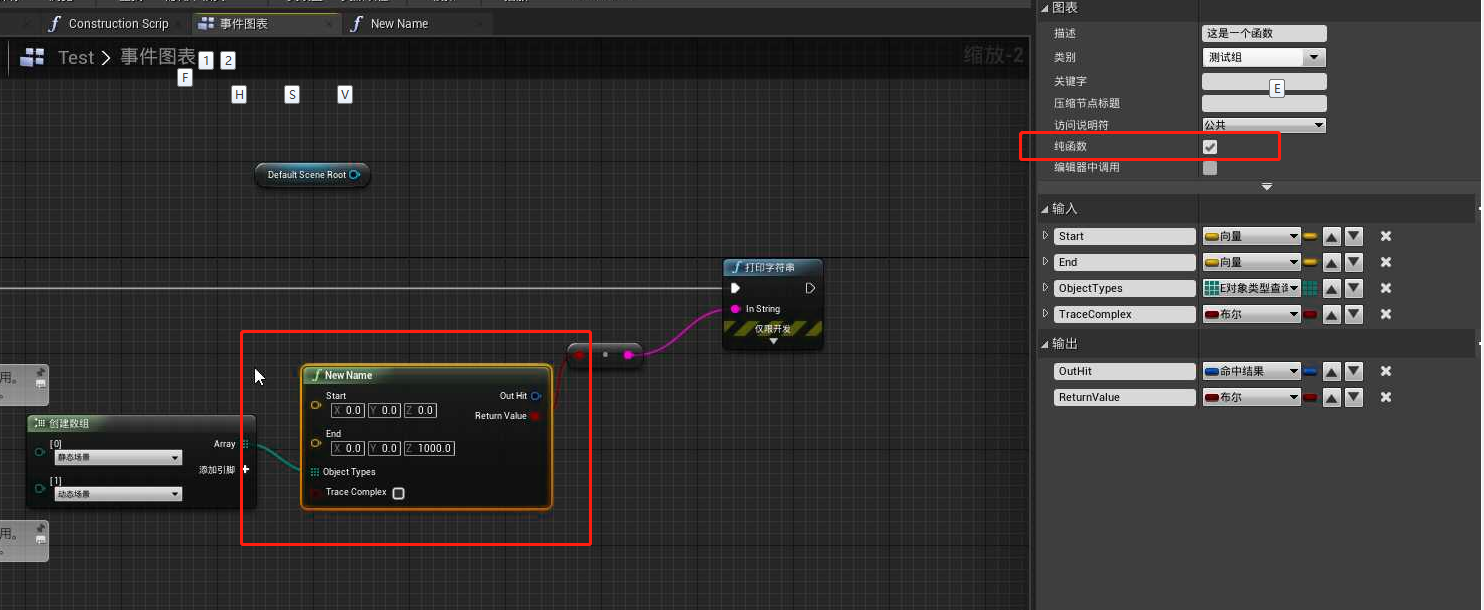 Construction Scrip
事件图表
New Name
Test
事件图表
1
2
F
H
S
V
缩放-2
Default Scene Root
打印字符串
In String
仅限开发
用。
创建数组
[0]
Array
静态场景
添加引脚
[1]
动态场景
用。
New Name
Start
Out Hit
X 0.0 Y 0.0 Z 0.0
Return Value
End
X 0.0 Y 0.0 Z 1000.0
Object Types
Trace Complex
图表
描述
这是一个函数
类别
测试组
关键字
E
压缩节点标题
访问说明符
公共
纯函数
编辑器中调用
输入
Start
向量
End
向量
ObjectTypes
E对象类型查询
TraceComplex
布尔
输出
OutHit
命中结果
ReturnValue
布尔